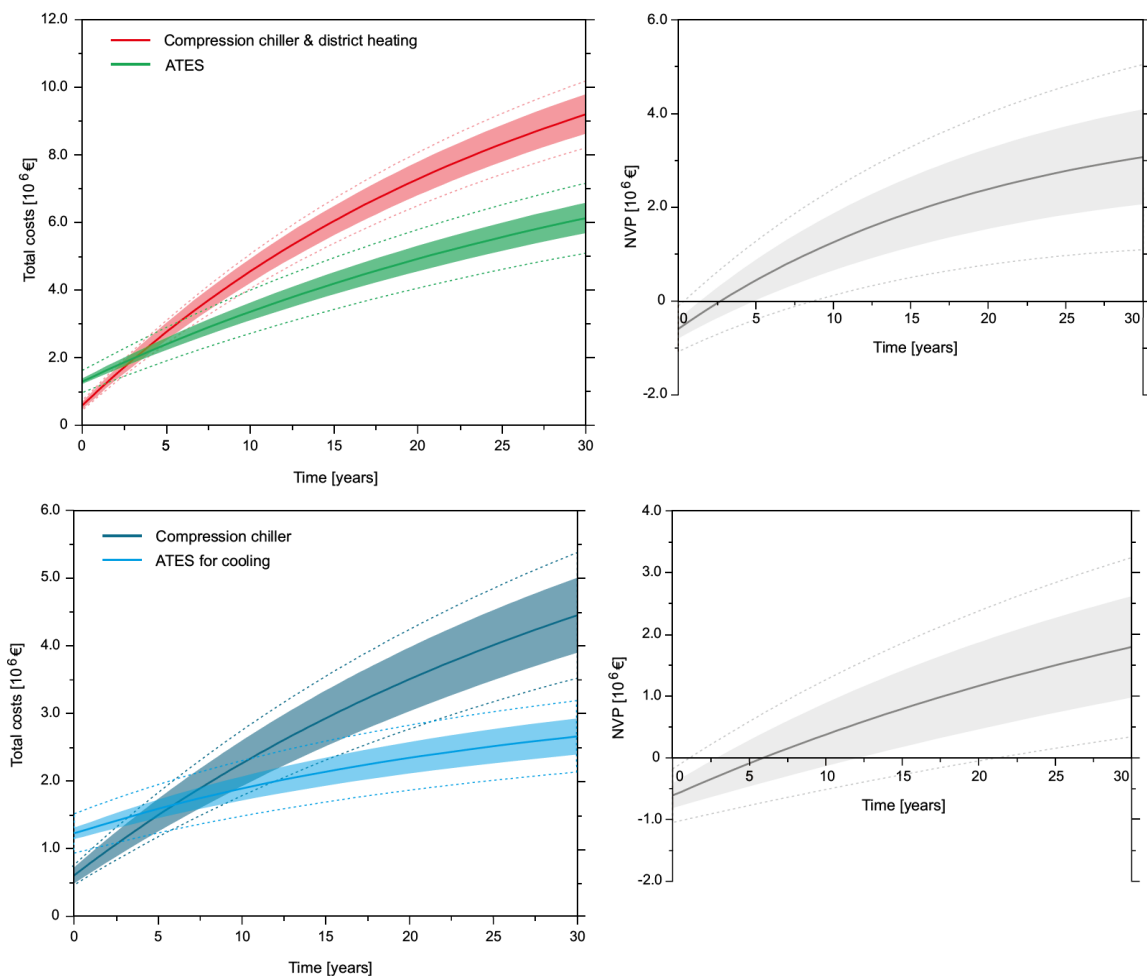 12.0
10.0
8.0
6.0
4.0
2.0
0
Total costs [10⁶ €]
Compression chiller & district heating
ATES
0 5 10 15 20 25 30
Time [years]
6.0
4.0
2.0
0
-2.0
NVP [10⁶ €]
0 5 10 15 20 25 30
Time [years]
6.0
5.0
4.0
3.0
2.0
1.0
0
Total costs [10⁶ €]
Compression chiller
ATES for cooling
0 5 10 15 20 25 30
Time [years]
4.0
3.0
2.0
1.0
0
-1.0
-2.0
NVP [10⁶ €]
0 5 10 15 20 25 30
Time [years]